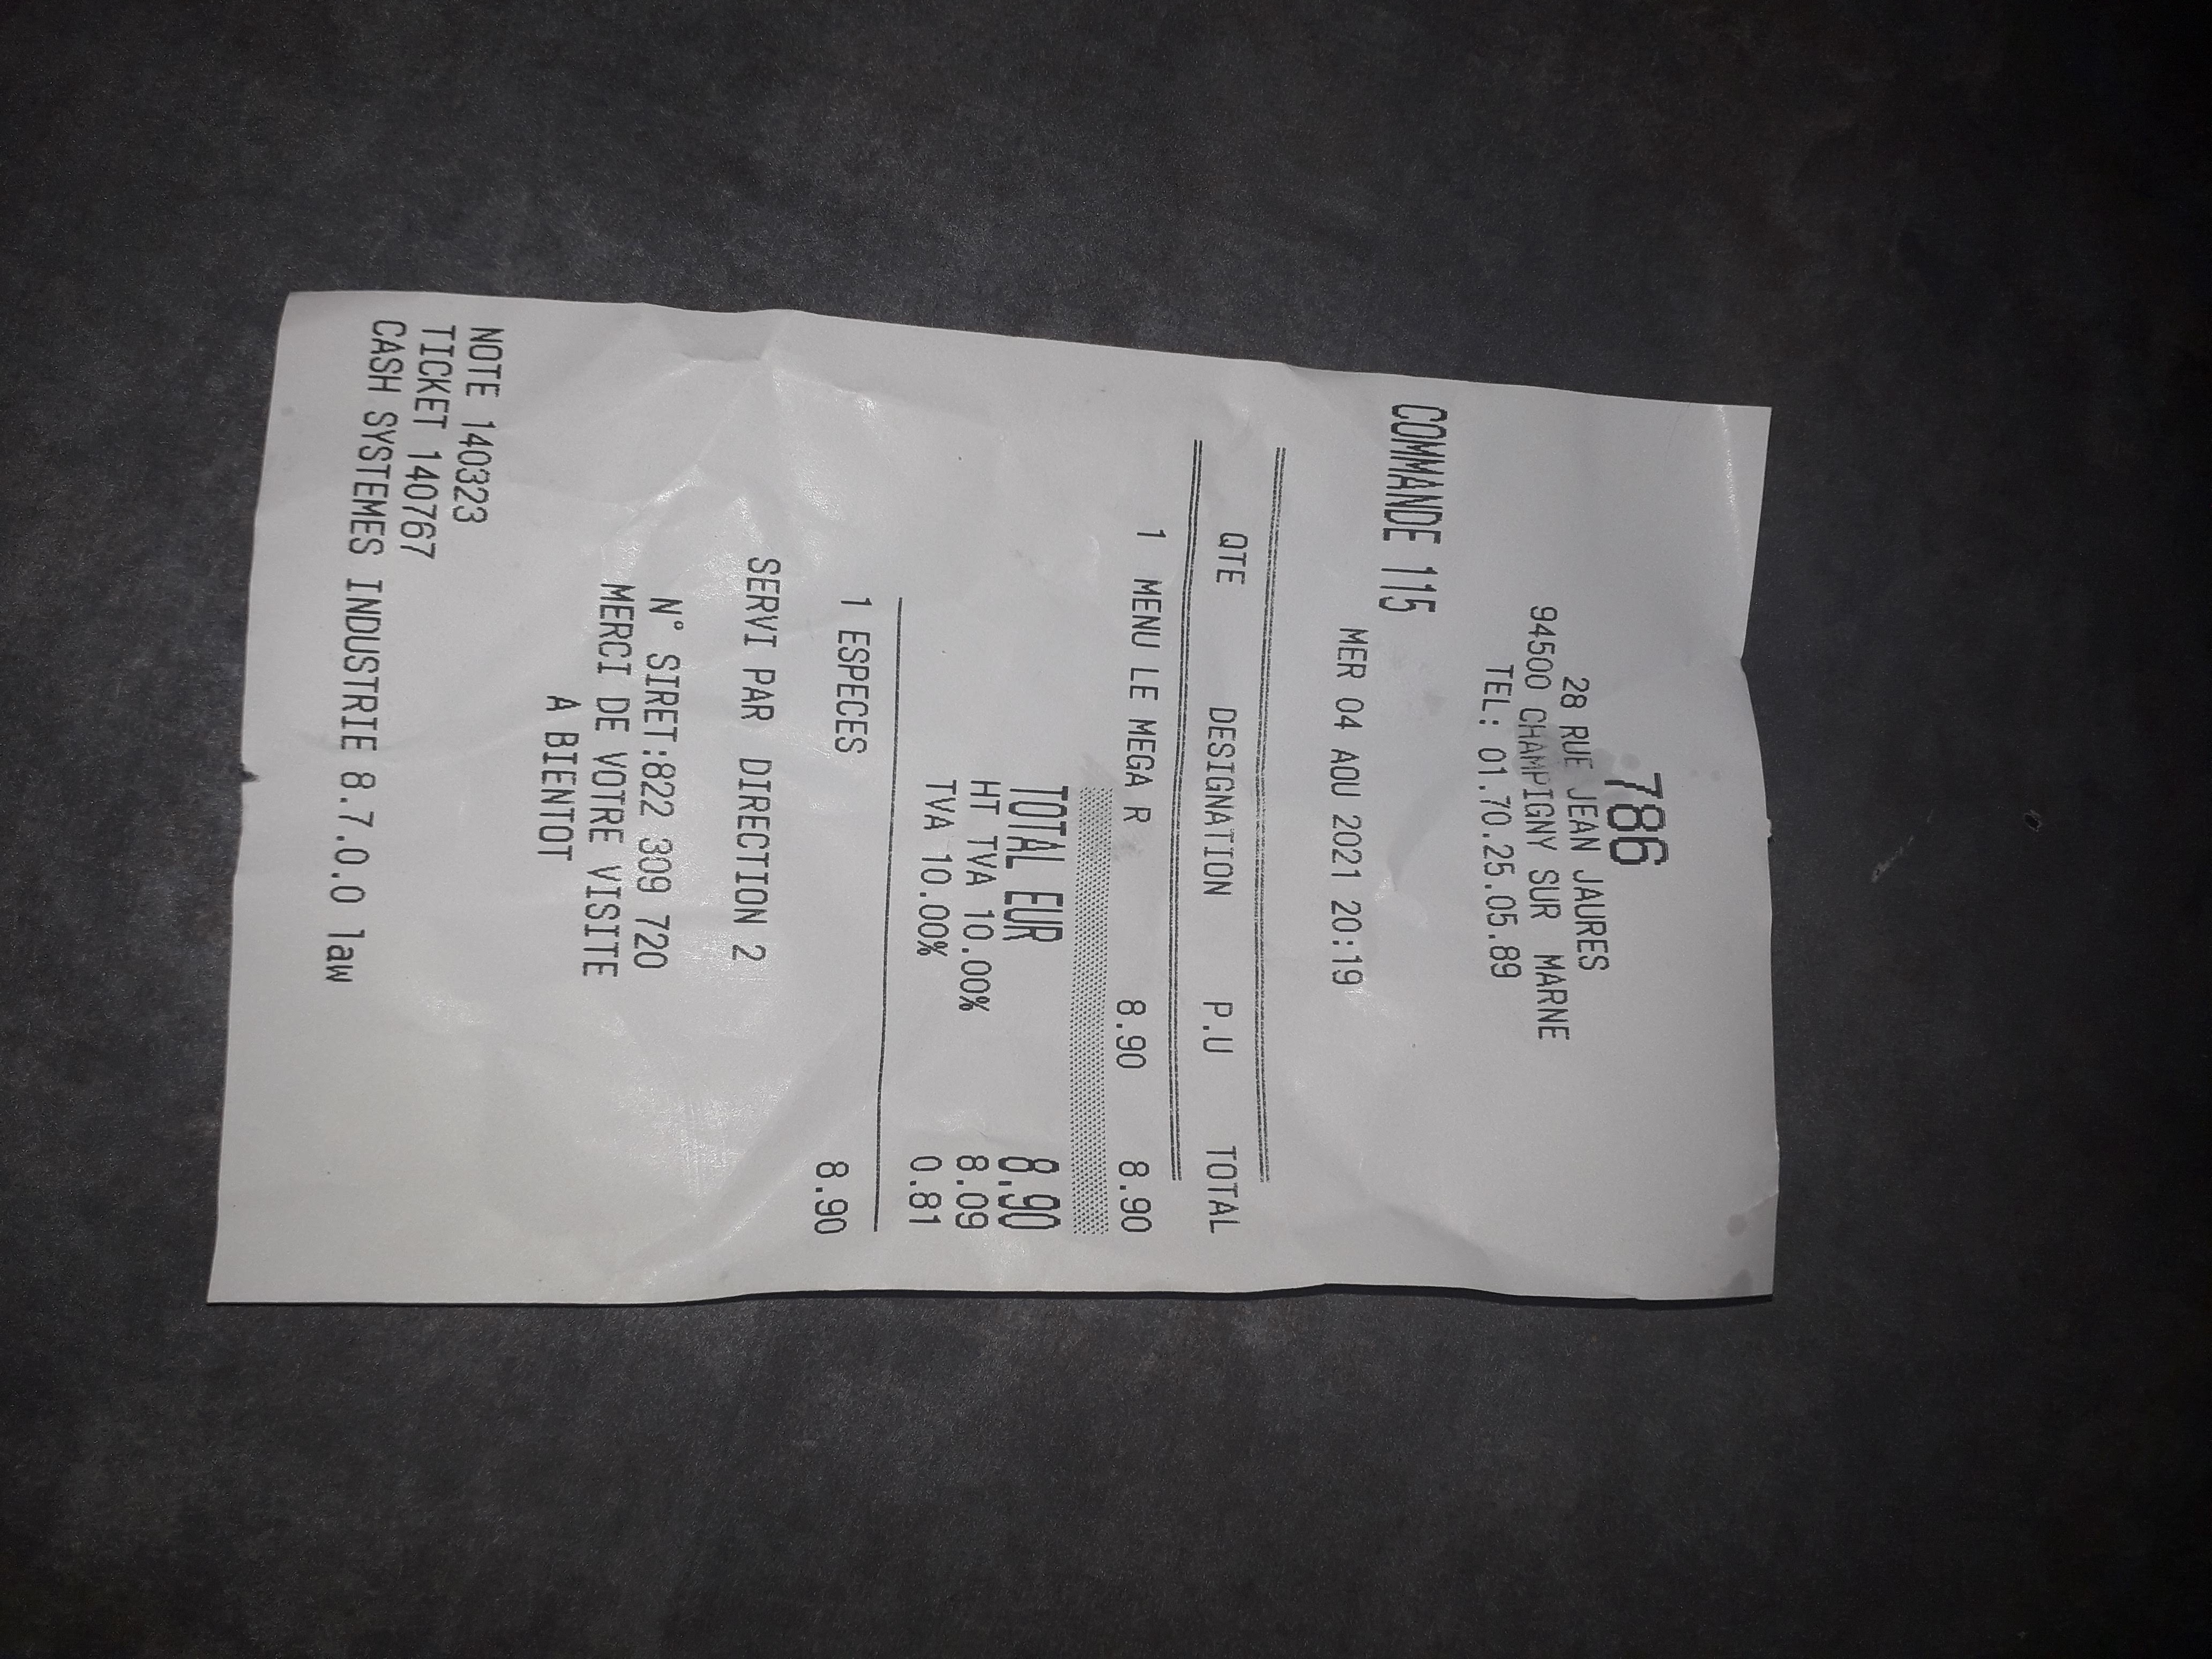 786
28 RUE JEAN JAURES
94500 CHAMPIGNY SUR MARNE
TEL: 01.70.25.05.89
COMMANDE 115
MER 04 AOU 2021 20:19
QTE DESIGNATION P.U TOTAL
1 MENU LE MEGA R 8.90 8.90
TOTAL EUR 8.90
HT TVA 10.00% 8.09
TVA 10.00% 0.81
1 ESPECES 8.90
SERVI PAR DIRECTION 2
N° SIRET:822 309 720
MERCI DE VOTRE VISITE
A BIENTOT
NOTE 140323
TICKET 140767
CASH SYSTEMES INDUSTRIE 8.7.0.0 law